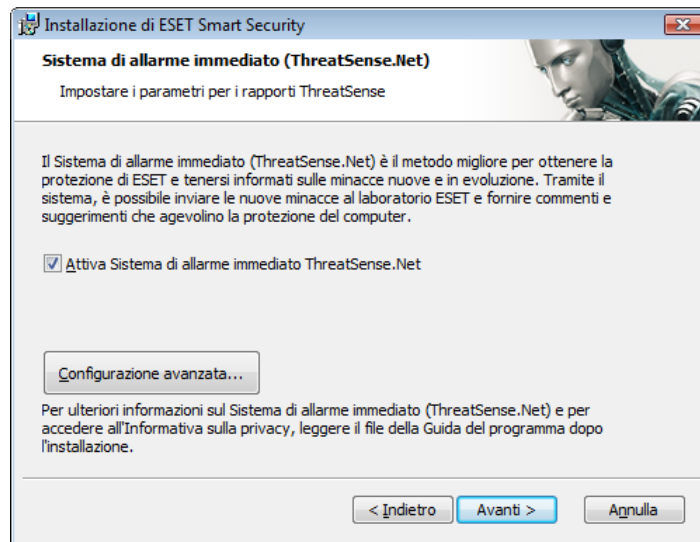 Installazione di ESET Smart Security
Sistema di allarme immediato (ThreatSense.Net)
Impostare i parametri per i rapporti ThreatSense
Il Sistema di allarme immediato (ThreatSense.Net) è il metodo migliore per ottenere la
protezione di ESET e tenersi informati sulle minacce nuove e in evoluzione. Tramite il
sistema, è possibile inviare le nuove minacce al laboratorio ESET e fornire commenti e
suggerimenti che agevolino la protezione del computer.
Attiva Sistema di allarme immediato ThreatSense.Net
Configurazione avanzata...
Per ulteriori informazioni sul Sistema di allarme immediato (ThreatSense.Net) e per
accedere all'Informativa sulla privacy, leggere il file della Guida del programma dopo
l'installazione.
< Indietro Avanti > Annulla